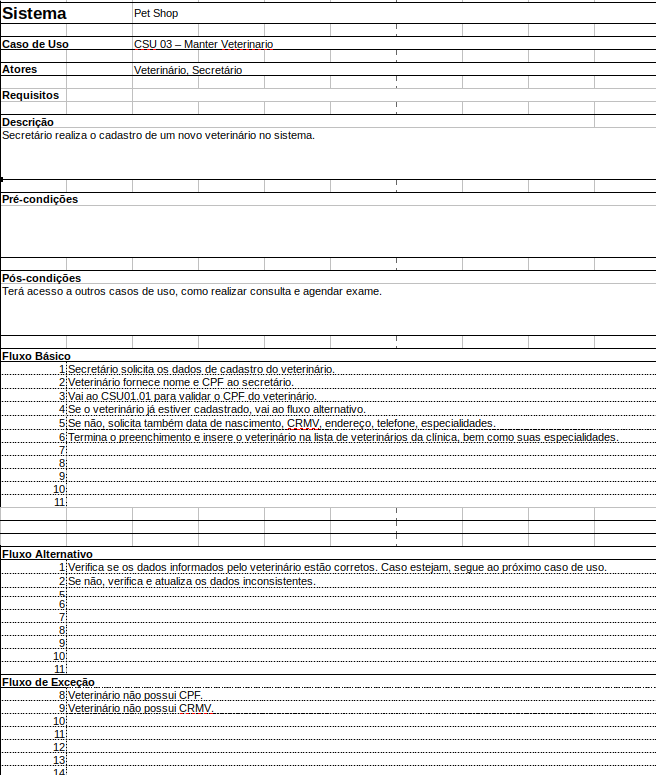 Sistema Pet Shop
Caso de Uso CSU 03 – Manter Veterinario
Atores Veterinário, Secretário
Requisitos
Descrição
Secretário realiza o cadastro de um novo veterinário no sistema.
Pré-condições
Pós-condições
Terá acesso a outros casos de uso, como realizar consulta e agendar exame.
Fluxo Básico
1 Secretário solicita os dados de cadastro do veterinário.
2 Veterinário fornece nome e CPF ao secretário.
3 Vai ao CSU01.01 para validar o CPF do veterinário.
4 Se o veterinário já estiver cadastrado, vai ao fluxo alternativo.
5 Se não, solicita também data de nascimento, CRMV, endereço, telefone, especialidades.
6 Termina o preenchimento e insere o veterinário na lista de veterinários da clínica, bem como suas especialidades.
7
8
9
10
11
Fluxo Alternativo
1 Verifica se os dados informados pelo veterinário estão corretos. Caso estejam, segue ao próximo caso de uso.
2 Se não, verifica e atualiza os dados inconsistentes.
5
6
7
8
9
10
11
Fluxo de Exceção
8 Veterinário não possui CPF.
9 Veterinário não possui CRMV.
10
11
12
13
14